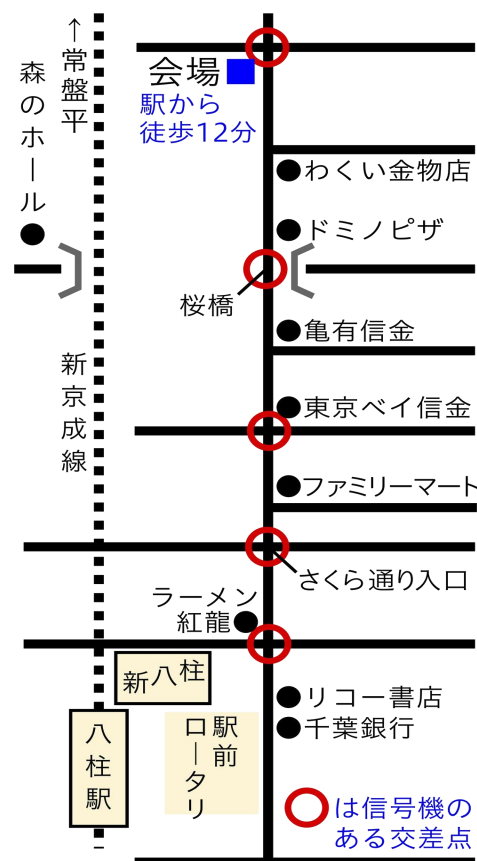 ←常盤平
森のホール
会場
駅から
徒歩12分
わくい金物店
ドミノピザ
桜橋
亀有信金
新京成線
東京ベイ信金
ファミリーマート
さくら通り入口
ラーメン
紅龍
新八柱
八柱駅
駅前
ロータリ
リコー書店
千葉銀行
は信号機の
ある交差点